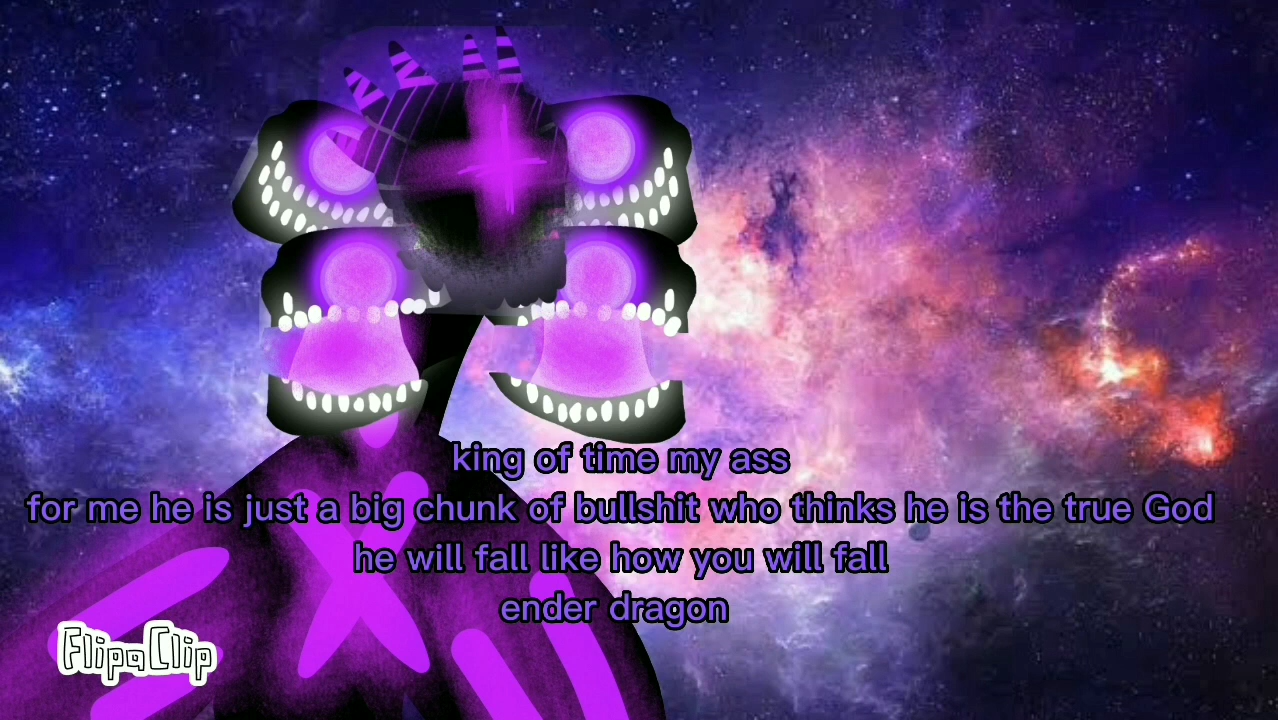 king of time my ass
for me he is just a big chunk of bullshit who thinks he is the true God
he will fall like how you will fall
ender dragon
FlipaClip